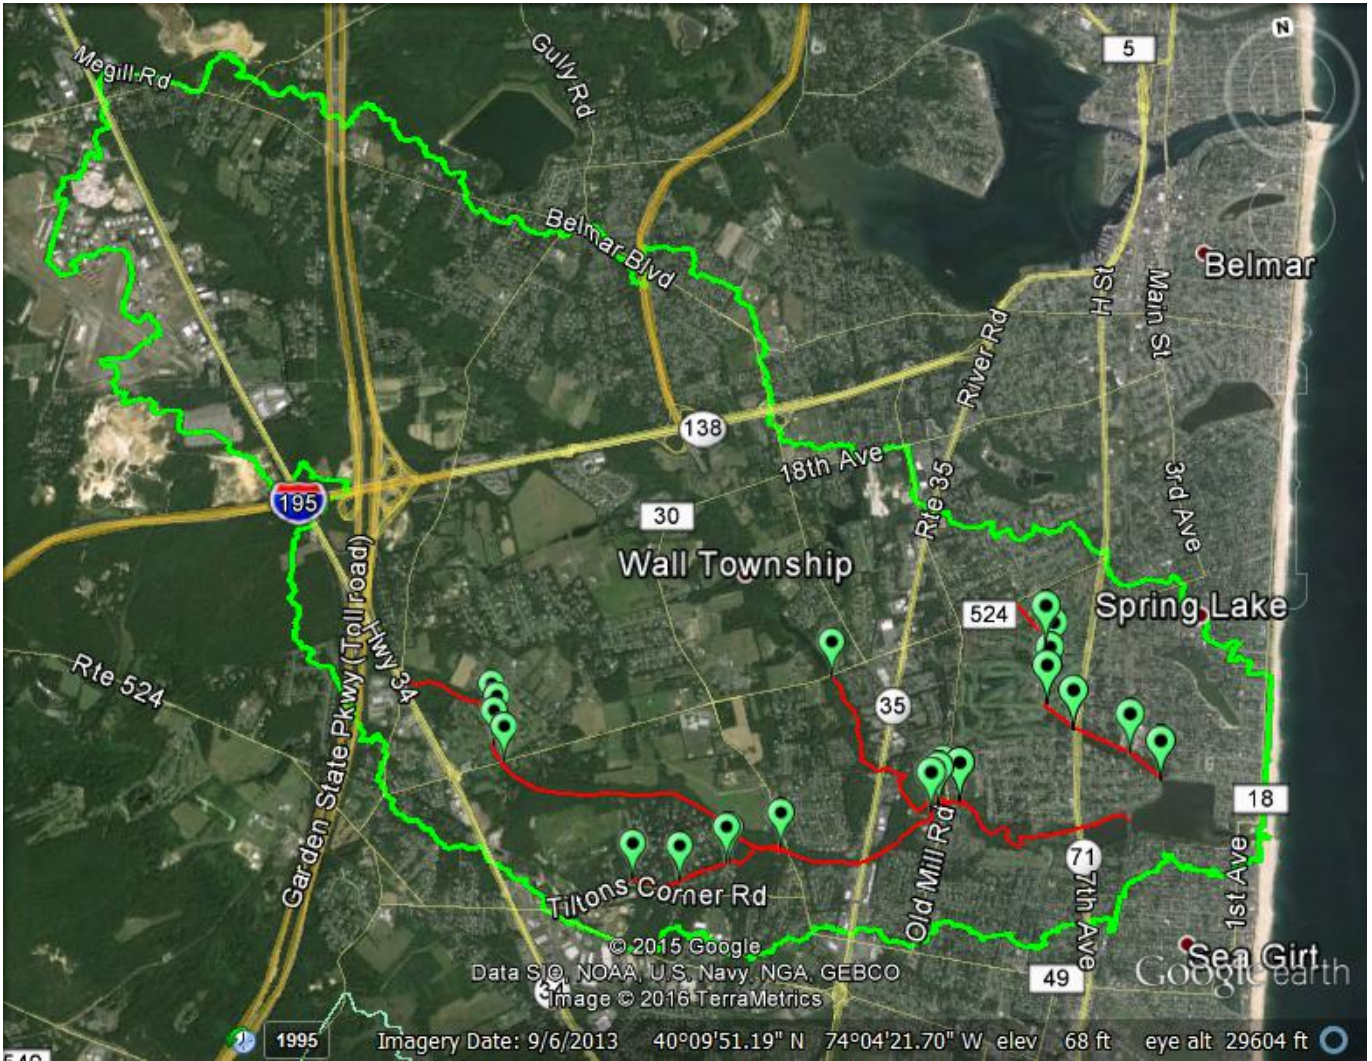 N
5
Gully Rd
Megill Rd
Belmar Blvd
Belmar
S H St
Main St
River Rd
138
18th Ave
3rd Ave
195
Rte 35
30
Wall Township
Spring Lake
524
Garden State Pkwy (Toll road)
Hwy 34
Rte 524
35
18
71
7th Ave
1st Ave
Old Mill Rd
Tiltons Corner Rd
Sea Girt
49
34
© 2015 Google
Data SIO, NOAA, U.S. Navy, NGA, GEBCO
Image © 2016 TerraMetrics
Google earth
1995
Imagery Date: 9/6/2013 40°09'51.19" N 74°04'21.70" W elev 68 ft eye alt 29604 ft